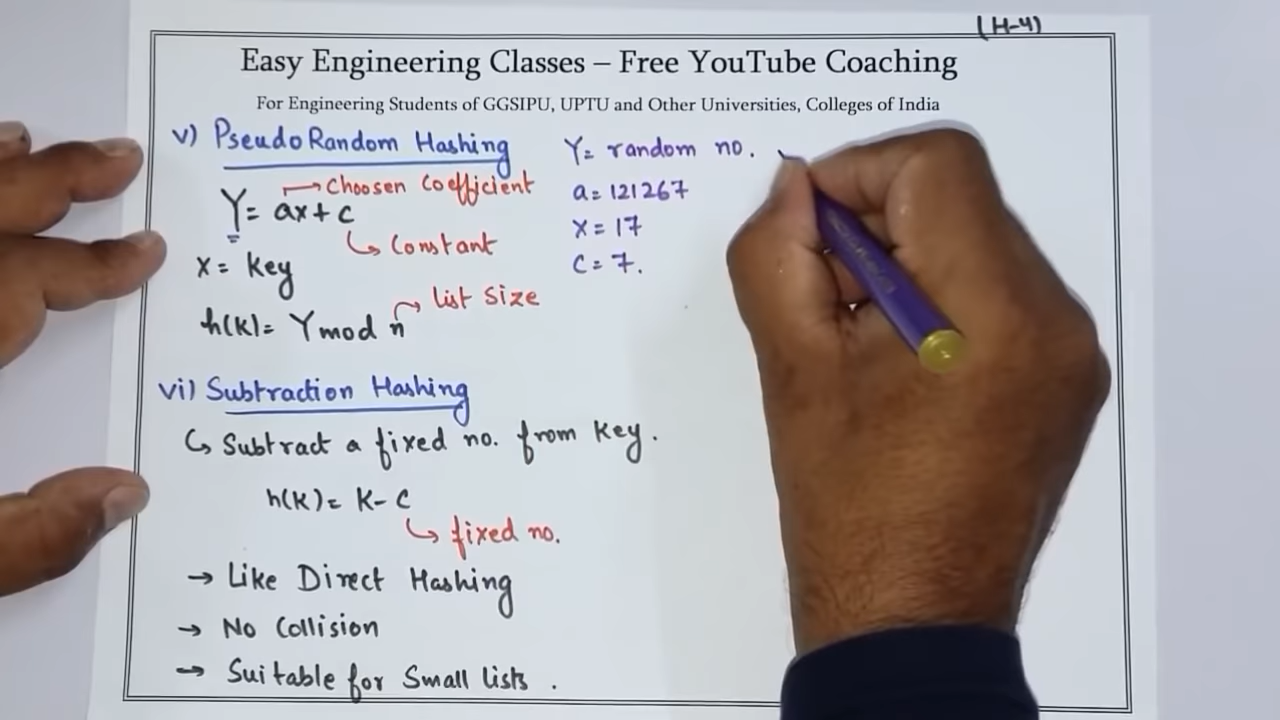 (H-4)
Easy Engineering Classes – Free YouTube Coaching
For Engineering Students of GGSIPU, UPTU and Other Universities, Colleges of India
v) PseudoRandom Hashing
Y= ax+c
Choosen Coefficient
Constant
x= key
h(k)= Y mod n
List Size
Y= random no.
a= 121267
x= 17
c= 7.
vi) Subtraction Hashing
Subtract a fixed no. from key.
h(k)= k-c
fixed no.
→ Like Direct Hashing
→ No Collision
→ Suitable for Small lists.